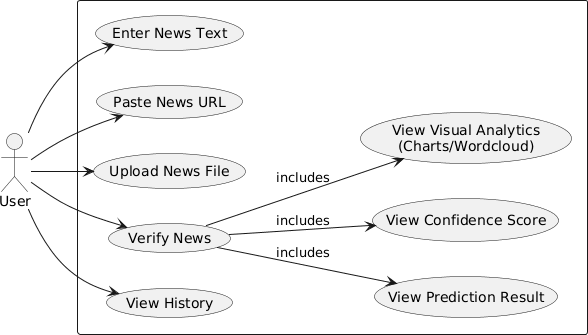 Enter News Text
Paste News URL
Upload News File
User
Verify News
View History
includes
includes
includes
View Visual Analytics
(Charts/Wordcloud)
View Confidence Score
View Prediction Result